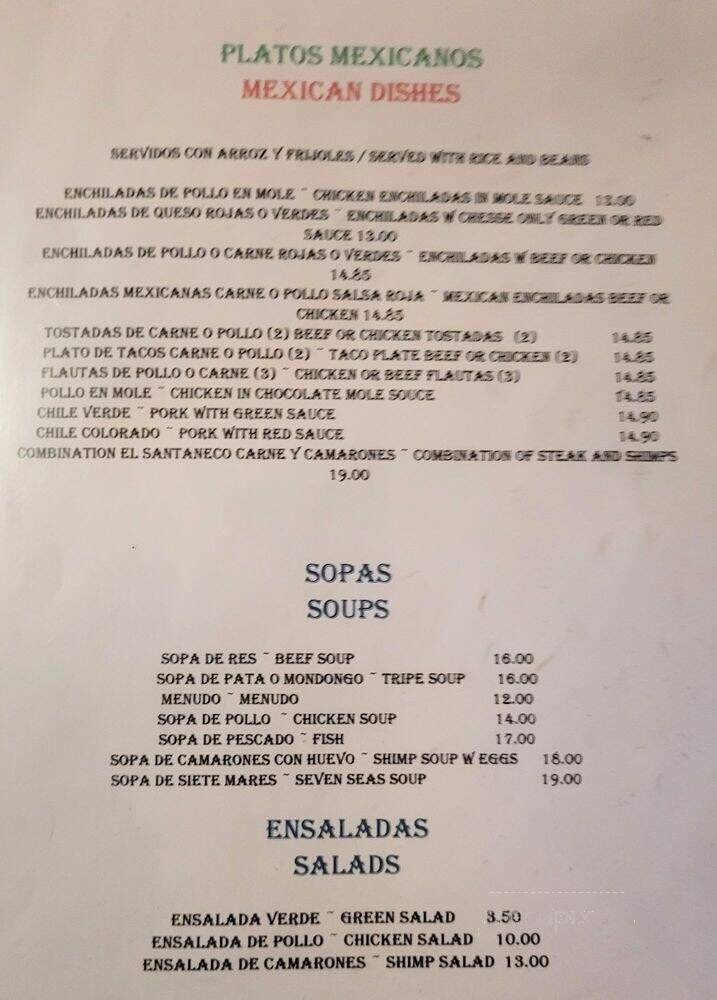 PLATOS MEXICANOS
MEXICAN DISHES
SERVIDOS CON ARROZ Y FRIJOLES / SERVED WITH RICE AND BEANS
ENCHILADAS DE POLLO EN MOLE ~ CHICKEN ENCHILADAS IN MOLE SAUCE 13.00
ENCHILADAS DE QUESO ROJAS O VERDES ~ ENCHILADAS W CHESSE ONLY GREEN OR RED
SAUCE 13.00
ENCHILADAS DE POLLO O CARNE ROJAS O VERDES ~ ENCHILADAS W BEEF OR CHICKEN
14.85
ENCHILADAS MEXICANAS CARNE O POLLO SALSA ROJA ~ MEXICAN ENCHILADAS BEEF OR
CHICKEN 14.85
TOSTADAS DE CARNE O POLLO (2) BEEF OR CHICKEN TOSTADAS (2) 14.85
PLATO DE TACOS CARNE O POLLO (2) ~ TACO PLATE BEEF OR CHICKEN (2) 14.85
FLAUTAS DE POLLO O CARNE (3) ~ CHICKEN OR BEEF FLAUTAS (3) 14.85
POLLO EN MOLE ~ CHICKEN IN CHOCOLATE MOLE SOUCE 14.85
CHILE VERDE ~ PORK WITH GREEN SAUCE 14.90
CHILE COLORADO ~ PORK WITH RED SAUCE 14.90
COMBINATION EL SANTANECO CARNE Y CAMARONES ~ COMBINATION OF STEAK AND SHIMPS
19.00
SOPAS
SOUPS
SOPA DE RES ~ BEEF SOUP 16.00
SOPA DE PATA O MONDONGO ~ TRIPE SOUP 16.00
MENUDO ~ MENUDO 12.00
SOPA DE POLLO ~ CHICKEN SOUP 14.00
SOPA DE PESCADO ~ FISH 17.00
SOPA DE CAMARONES CON HUEVO ~ SHIMP SOUP W EGGS 18.00
SOPA DE SIETE MARES ~ SEVEN SEAS SOUP 19.00
ENSALADAS
SALADS
ENSALADA VERDE ~ GREEN SALAD 3.50
ENSALADA DE POLLO ~ CHICKEN SALAD 10.00
ENSALADA DE CAMARONES ~ SHIMP SALAD 13.00